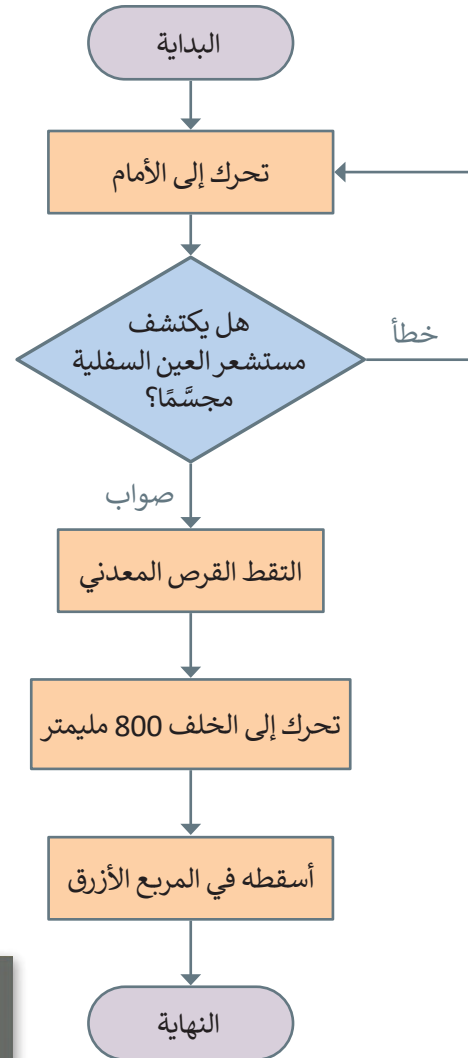 البداية
تحرك إلى الأمام
هل يكتشف
مستشعر العين السفلية
مجسَّمًا؟
خطأ
صواب
التقط القرص المعدني
تحرك إلى الخلف 800 مليمتر
أسقطه في المربع الأزرق
النهاية